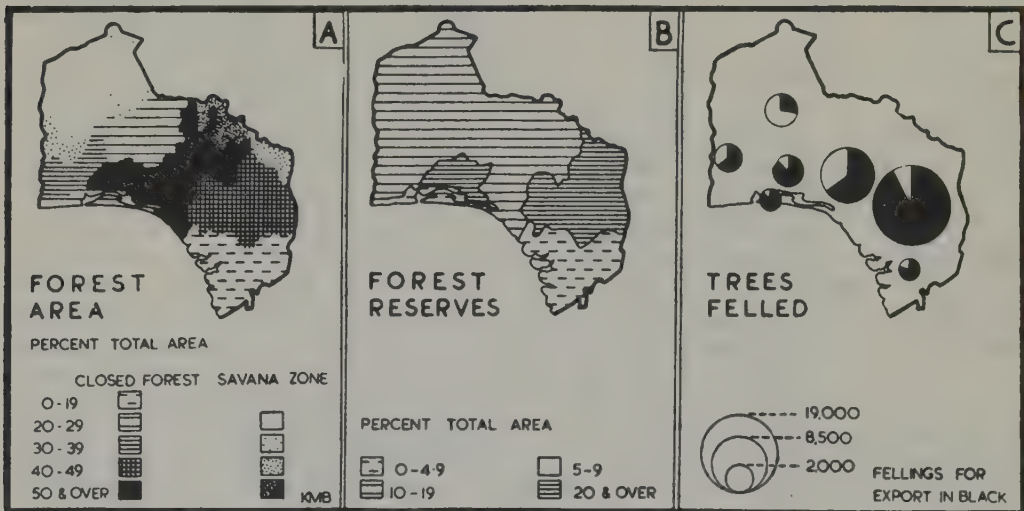 A
FOREST
AREA
PERCENT TOTAL AREA
CLOSED FOREST SAVANA ZONE
0-19
20-29
30-39
40-49
50 & OVER
KMB
B
FOREST
RESERVES
PERCENT TOTAL AREA
0-4·9
5-9
10-19
20 & OVER
C
TREES
FELLED
19,000
8,500
2,000
FELLINGS FOR
EXPORT IN BLACK